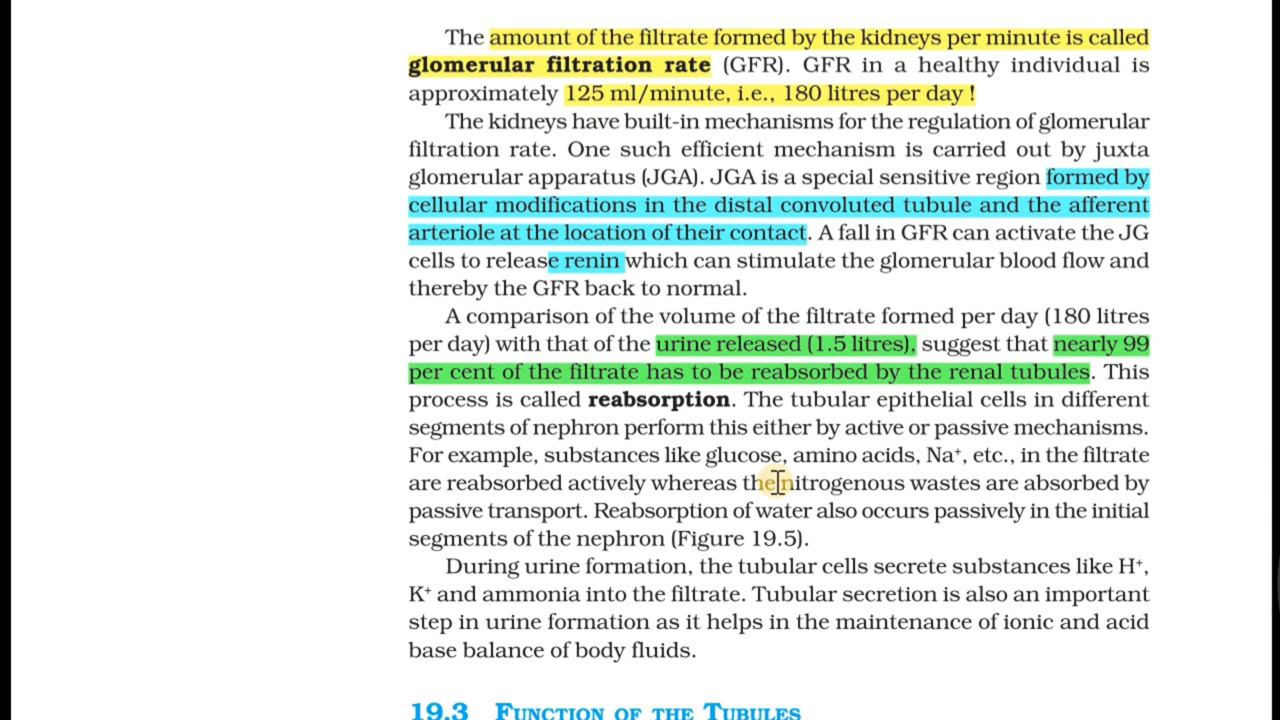 The amount of the filtrate formed by the kidneys per minute is called
glomerular filtration rate (GFR). GFR in a healthy individual is
approximately 125 ml/minute, i.e., 180 litres per day !
The kidneys have built-in mechanisms for the regulation of glomerular
filtration rate. One such efficient mechanism is carried out by juxta
glomerular apparatus (JGA). JGA is a special sensitive region formed by
cellular modifications in the distal convoluted tubule and the afferent
arteriole at the location of their contact. A fall in GFR can activate the JG
cells to release renin which can stimulate the glomerular blood flow and
thereby the GFR back to normal.
A comparison of the volume of the filtrate formed per day (180 litres
per day) with that of the urine released (1.5 litres), suggest that nearly 99
per cent of the filtrate has to be reabsorbed by the renal tubules. This
process is called reabsorption. The tubular epithelial cells in different
segments of nephron perform this either by active or passive mechanisms.
For example, substances like glucose, amino acids, Na⁺, etc., in the filtrate
are reabsorbed actively whereas the nitrogenous wastes are absorbed by
passive transport. Reabsorption of water also occurs passively in the initial
segments of the nephron (Figure 19.5).
During urine formation, the tubular cells secrete substances like H⁺,
K⁺ and ammonia into the filtrate. Tubular secretion is also an important
step in urine formation as it helps in the maintenance of ionic and acid
base balance of body fluids.
19.3 FUNCTION OF THE TUBULES